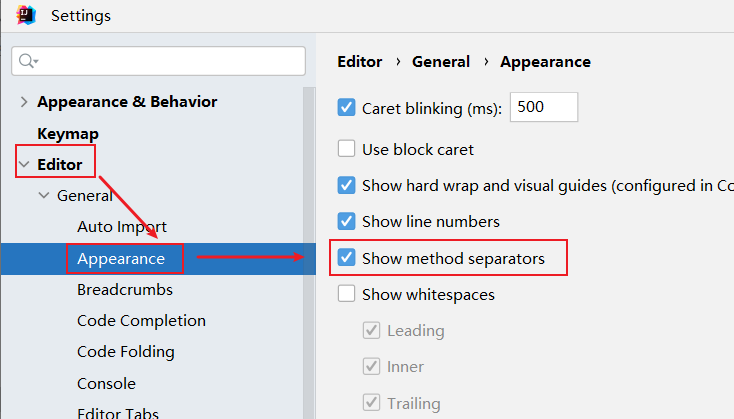 Settings
Appearance & Behavior
Keymap
Editor
General
Auto Import
Appearance
Breadcrumbs
Code Completion
Code Folding
Console
Editor Tabs
Editor › General › Appearance
Caret blinking (ms): 500
Use block caret
Show hard wrap and visual guides (configured in Co
Show line numbers
Show method separators
Show whitespaces
Leading
Inner
Trailing